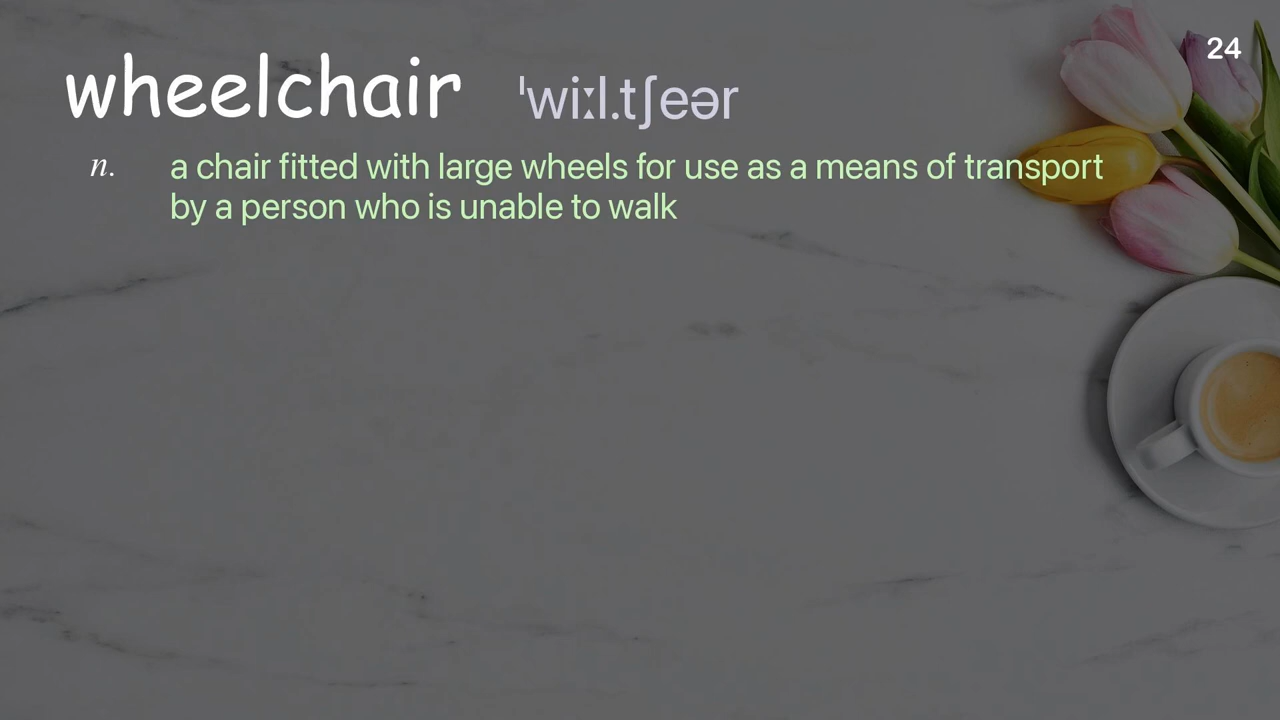 24
wheelchair ˈwiːl.tʃeər
n. a chair fitted with large wheels for use as a means of transport
by a person who is unable to walk